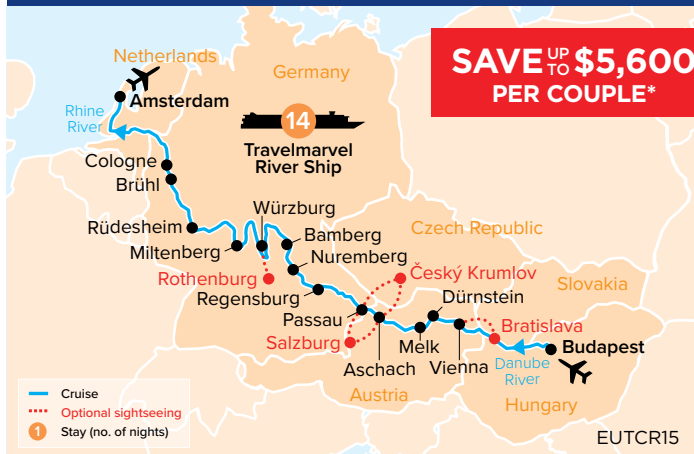 SAVE UP TO $5,600
PER COUPLE*
Netherlands
Germany
Amsterdam
Rhine
River
14
Travelmarvel
River Ship
Cologne
Brühl
Rüdesheim
Miltenberg
Würzburg
Bamberg
Nuremberg
Rothenburg
Regensburg
Czech Republic
Český Krumlov
Slovakia
Passau
Dürnstein
Salzburg
Bratislava
Aschach
Melk
Vienna
Budapest
Danube
River
Austria
Hungary
Cruise
Optional sightseeing
1 Stay (no. of nights)
EUTCR15